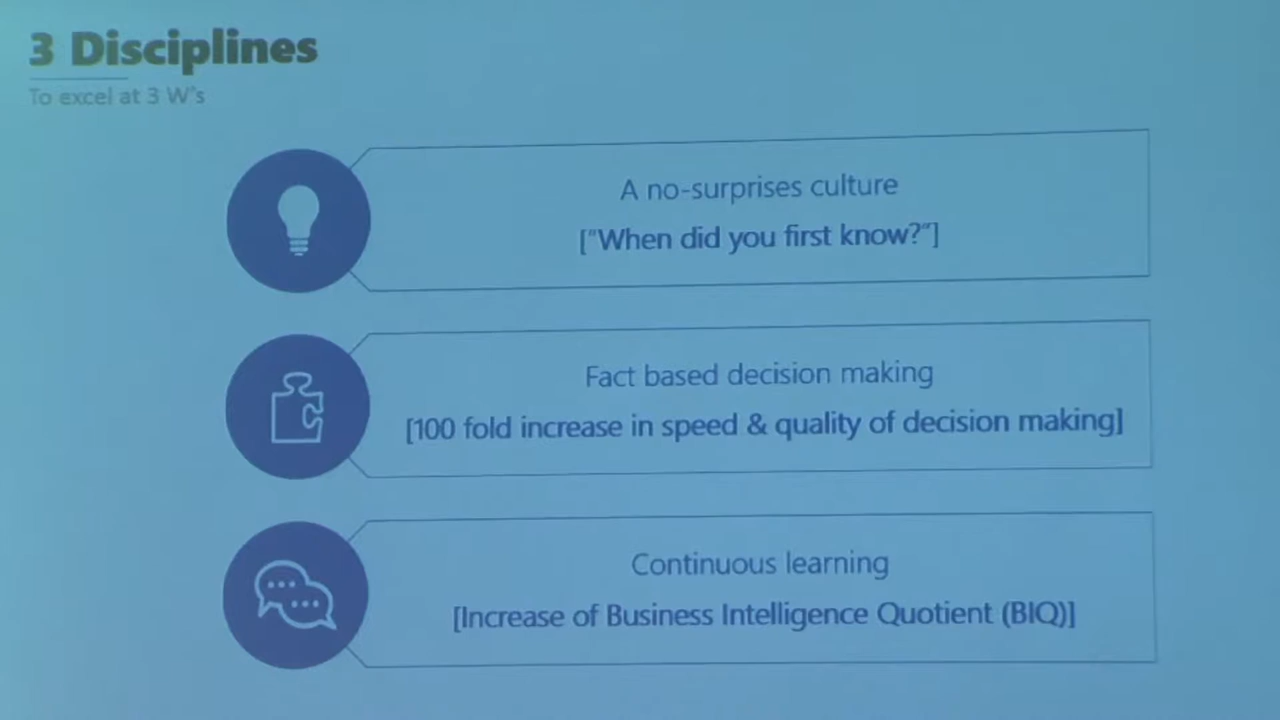 3 Disciplines
To excel at 3 W's
A no-surprises culture
["When did you first know?"]
Fact based decision making
[100 fold increase in speed & quality of decision making]
Continuous learning
[Increase of Business Intelligence Quotient (BIQ)]